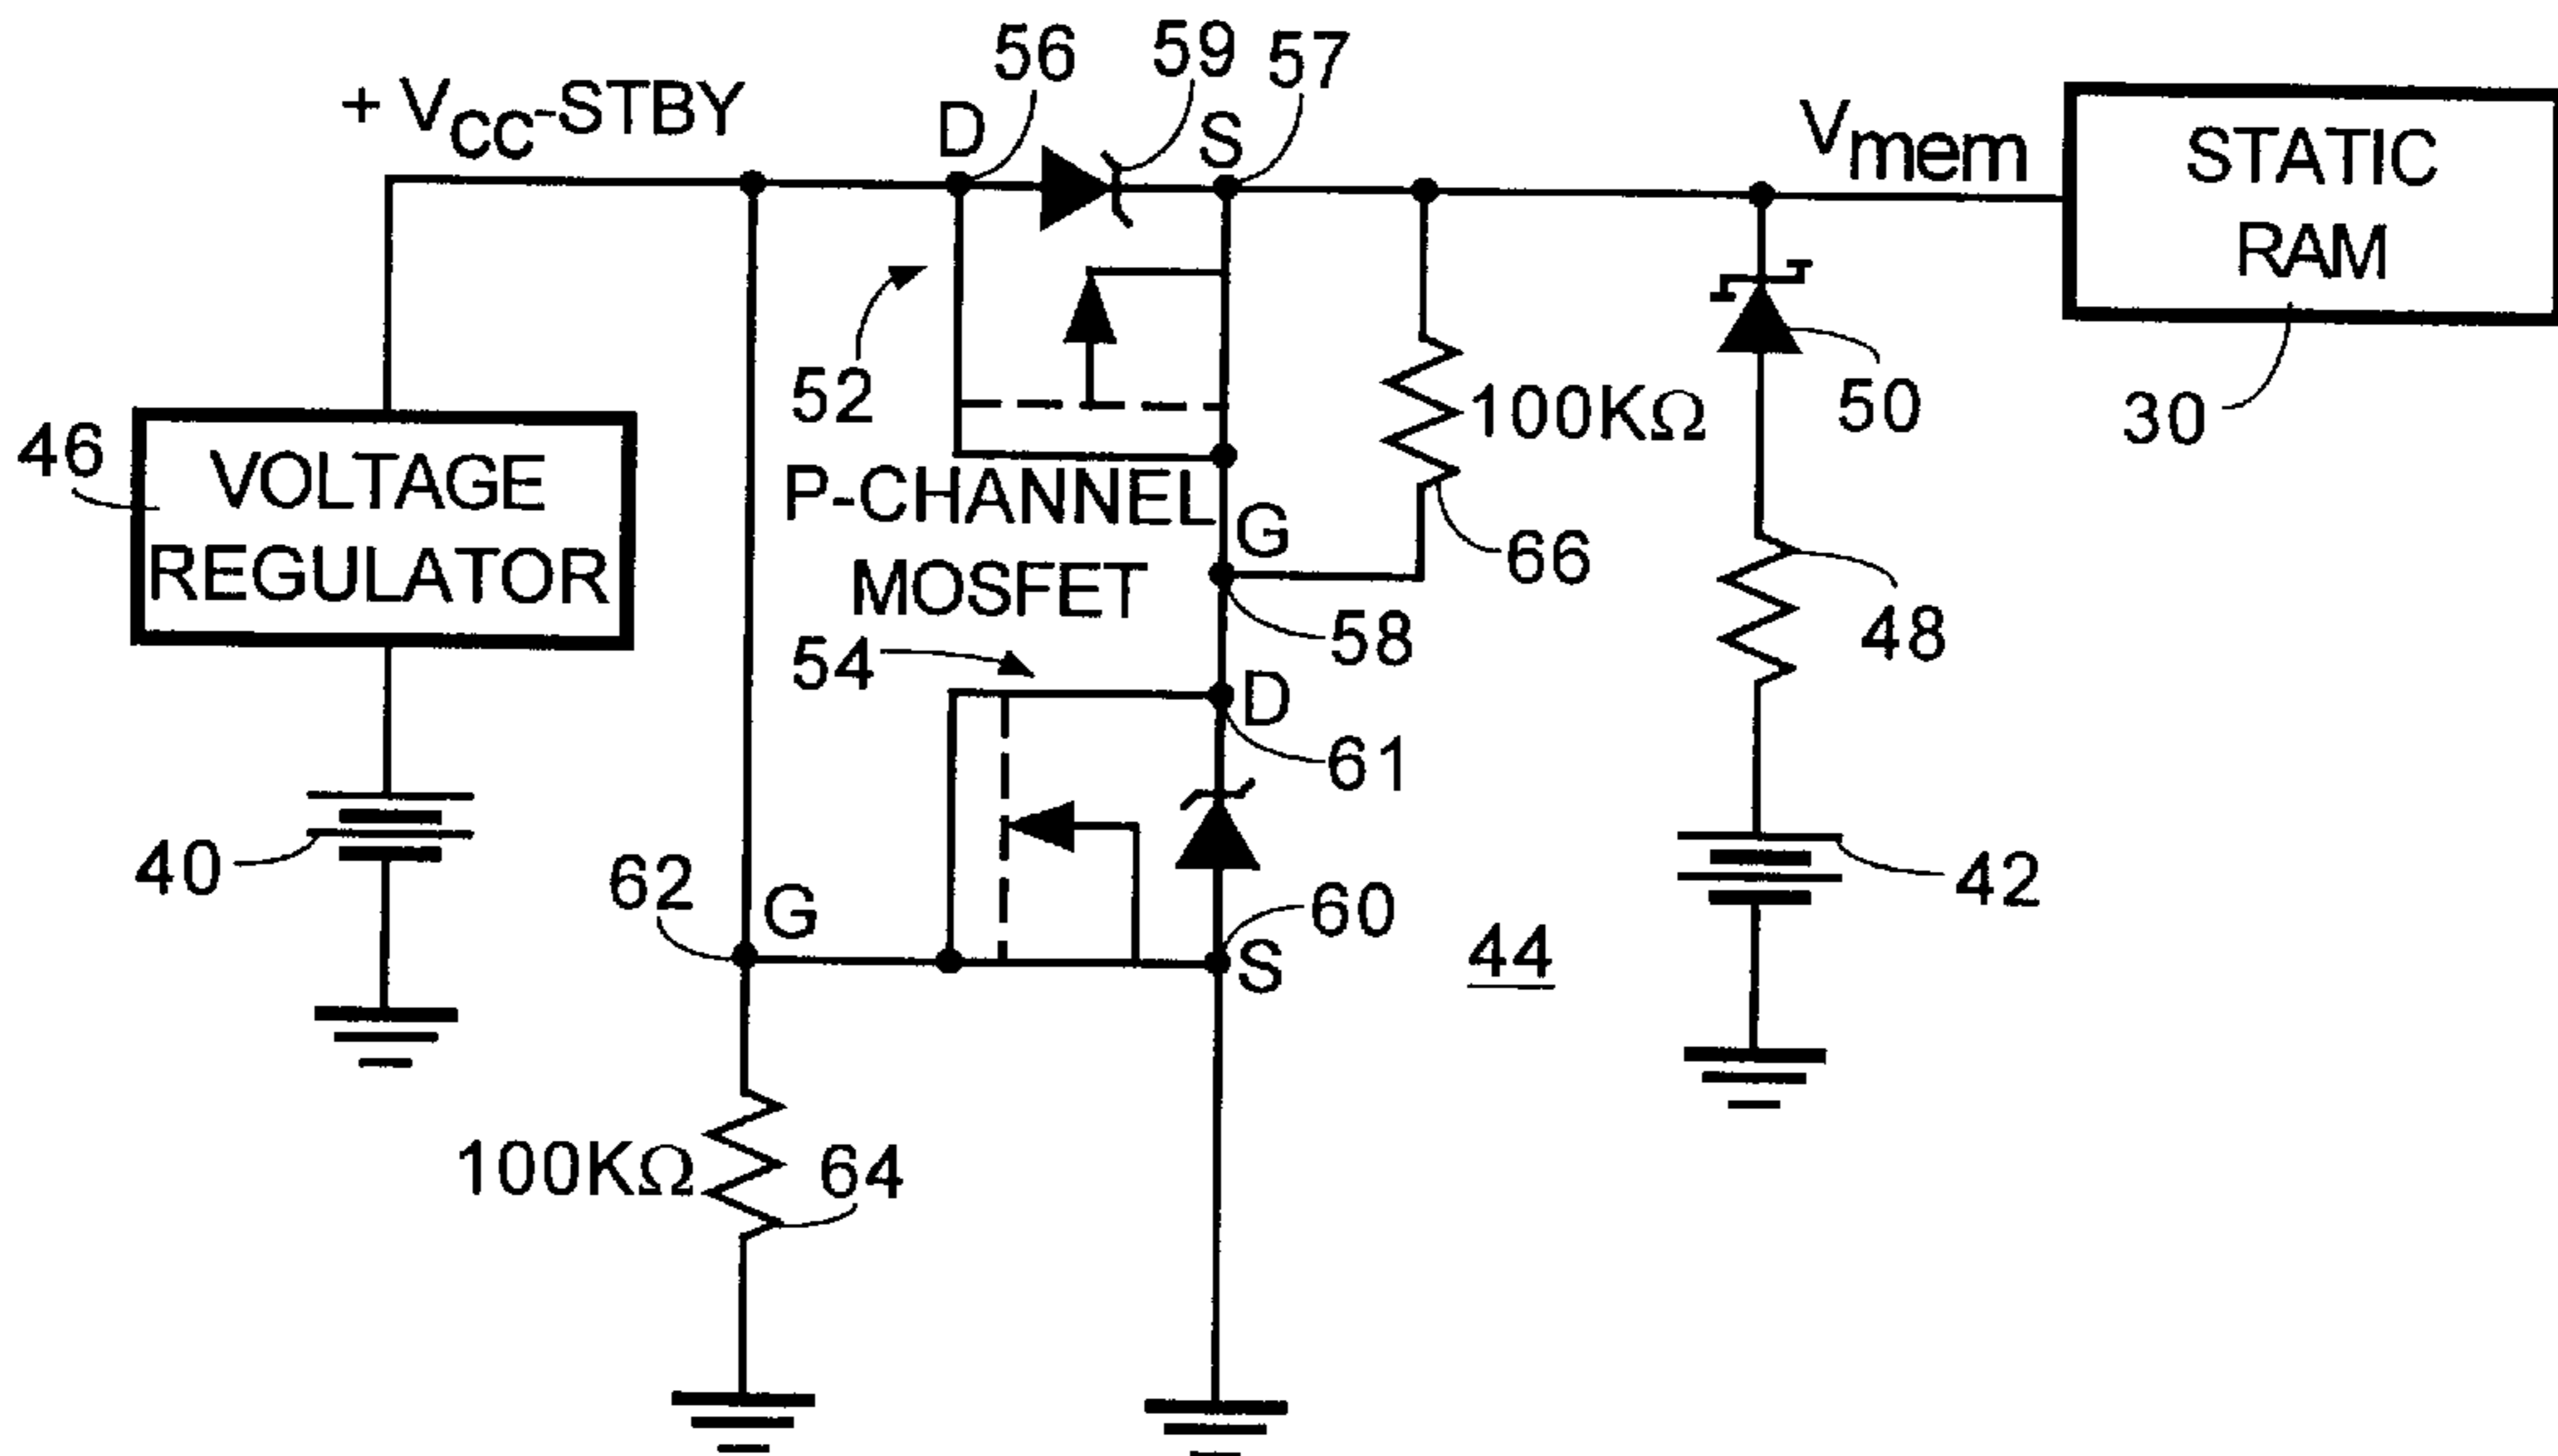 56
59
57
+ VCC-STBY
D
S
Vmem
STATIC
RAM
52
100KΩ
50
30
46
VOLTAGE
REGULATOR
P-CHANNEL
MOSFET
G
66
58
48
54
D
61
40
62
G
60
S
44
42
100KΩ
64